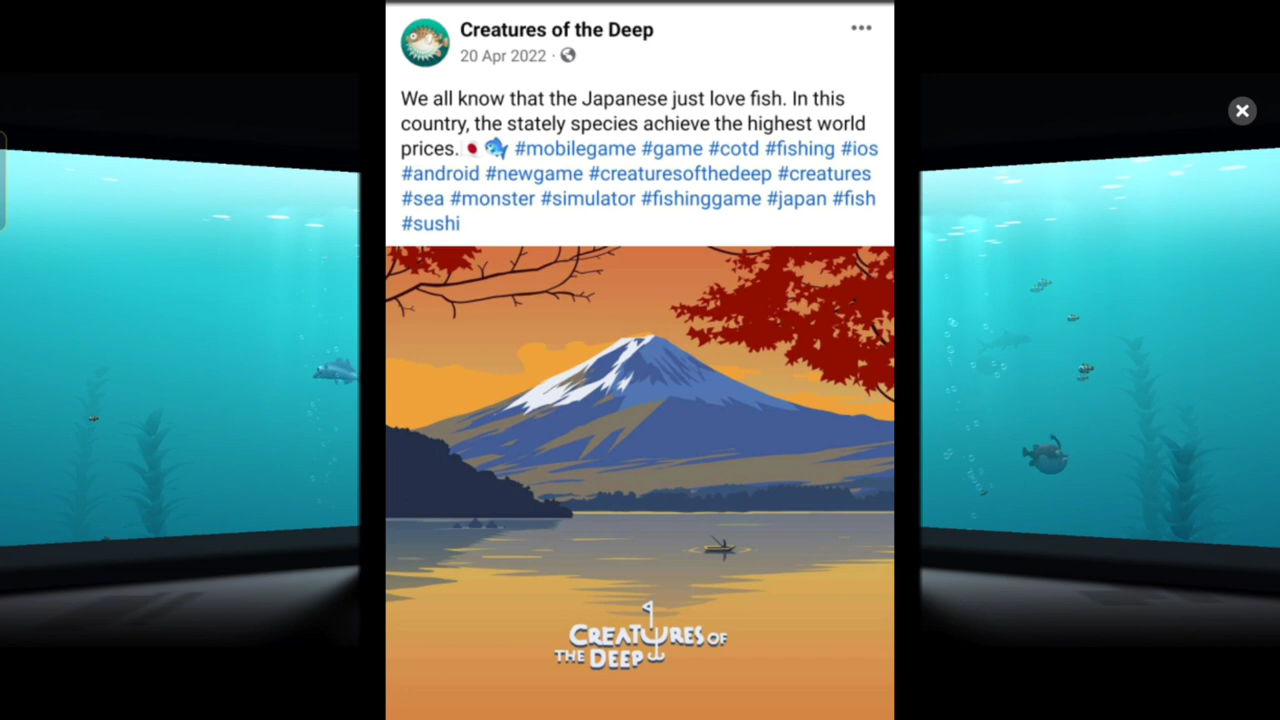 Creatures of the Deep
20 Apr 2022 ·
We all know that the Japanese just love fish. In this
country, the stately species achieve the highest world
prices.🇯🇵🐟 #mobilegame #game #cotd #fishing #ios
#android #newgame #creaturesofthedeep #creatures
#sea #monster #simulator #fishinggame #japan #fish
#sushi
CREATURES OF
THE DEEP